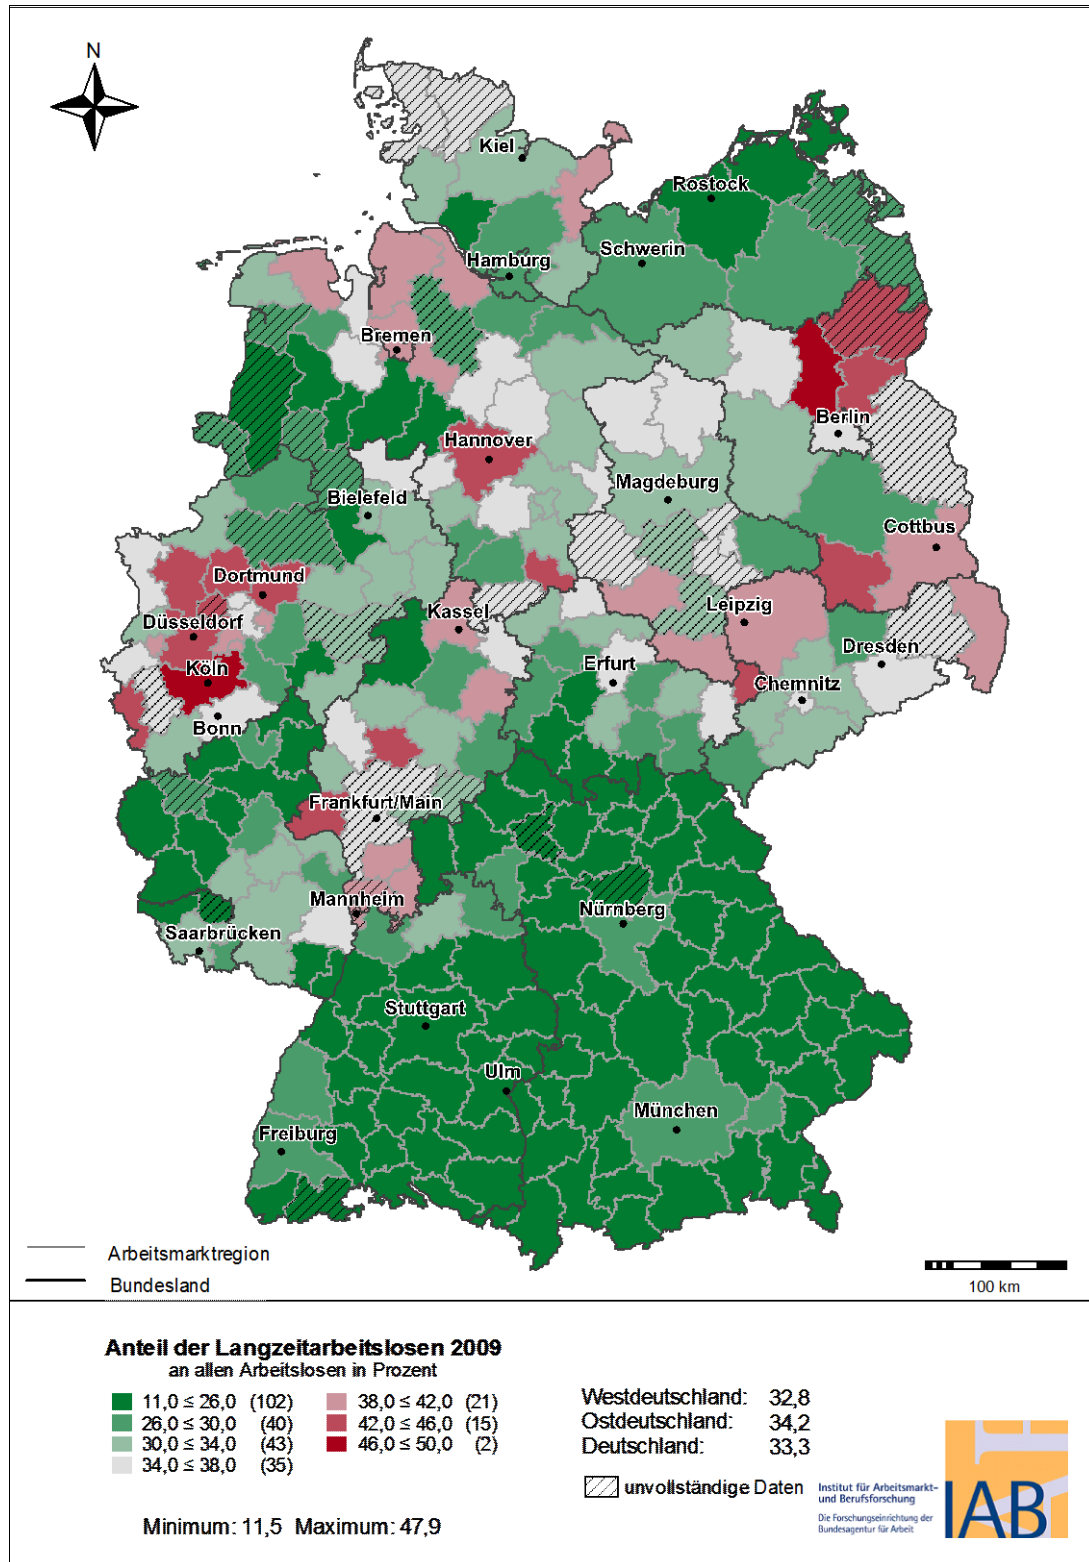 N
Kiel
Rostock
Schwerin
Hamburg
Bremen
Berlin
Hannover
Magdeburg
Bielefeld
Cottbus
Dortmund
Leipzig
Kassel
Düsseldorf
Dresden
Erfurt
Köln
Chemnitz
Bonn
Frankfurt/Main
Mannheim
Nürnberg
Saarbrücken
Stuttgart
Ulm
München
Freiburg
Arbeitsmarktregion
Bundesland
100 km
Anteil der Langzeitarbeitslosen 2009
an allen Arbeitslosen in Prozent
11,0 ≤ 26,0 (102)
26,0 ≤ 30,0 (40)
30,0 ≤ 34,0 (43)
34,0 ≤ 38,0 (35)
38,0 ≤ 42,0 (21)
42,0 ≤ 46,0 (15)
46,0 ≤ 50,0 (2)
Minimum: 11,5 Maximum: 47,9
Westdeutschland: 32,8
Ostdeutschland: 34,2
Deutschland: 33,3
unvollständige Daten
Institut für Arbeitsmarkt-
und Berufsforschung
Die Forschungseinrichtung der
Bundesagentur für Arbeit
IAB